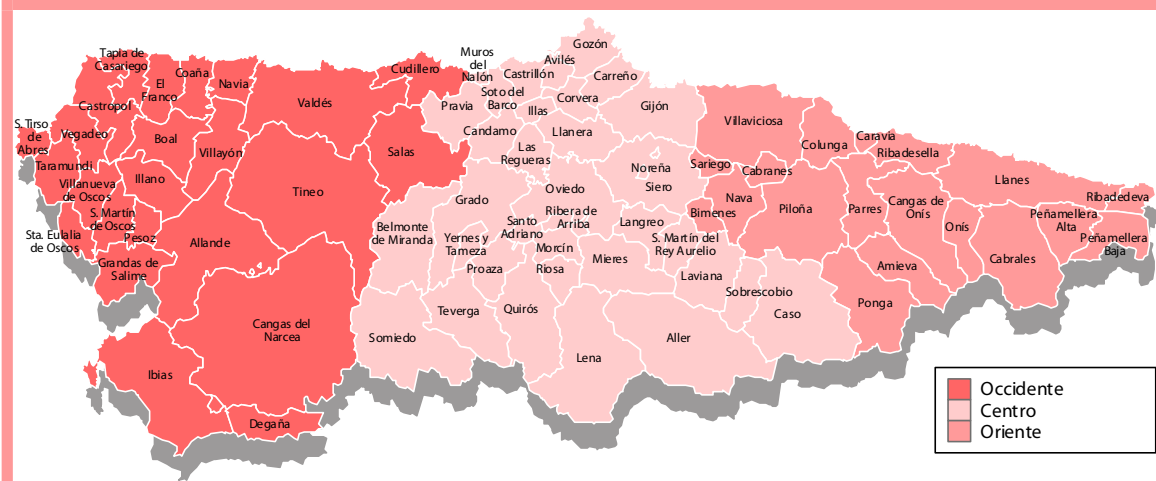 Tapia de
Casariego
El
Franco
Coaña
Navia
Castropol
S. Tirso
de
Abres
Vegadeo
Taramundi
Boal
Villayón
Villanueva
de Oscos
Illano
S. Martín
de Oscos
Pesoz
Sta. Eulalia
de Oscos
Grandas de
Salime
Valdés
Cudillero
Salas
Tineo
Allande
Cangas del
Narcea
Ibias
Degaña
Muros
del
Nalón
Soto del
Barco
Pravia
Castrillón
Avilés
Gozón
Carreño
Corvera
Illas
Gijón
Candamo
Llanera
Las
Regueras
Noreña
Siero
Grado
Oviedo
Belmonte
de Miranda
Yernes y
Tameza
Santo
Adriano
Ribera de
Arriba
Langreo
Morcín
Proaza
Riosa
Mieres
S. Martín del
Rey Aurelio
Laviana
Sobrescobio
Caso
Somiedo
Teverga
Quirós
Lena
Aller
Villaviciosa
Colunga
Caravia
Ribadesella
Sariego
Cabranes
Nava
Bimenes
Piloña
Parres
Cangas de
Onís
Onís
Llanes
Ribadedeva
Peñamellera
Alta
Peñamellera
Baja
Cabrales
Amieva
Ponga
Occidente
Centro
Oriente